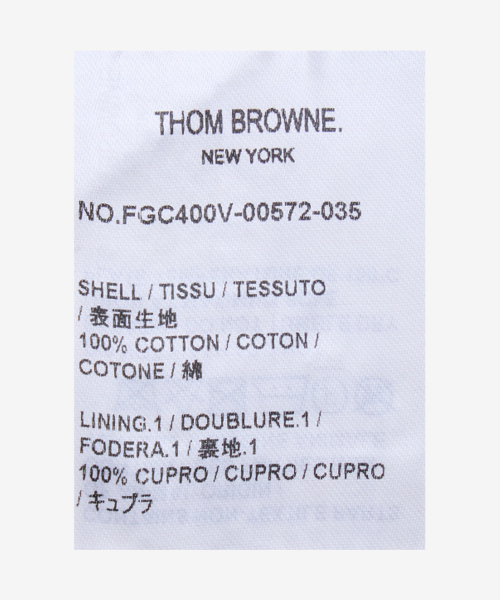 THOM BROWNE.
NEW YORK
NO.FGC400V-00572-035
SHELL / TISSU / TESSUTO
/ 表面生地
100% COTTON / COTON /
COTONE / 綿
LINING.1 / DOUBLURE.1 /
FODERA.1 / 裏地.1
100% CUPRO / CUPRO / CUPRO
/ キュプラ